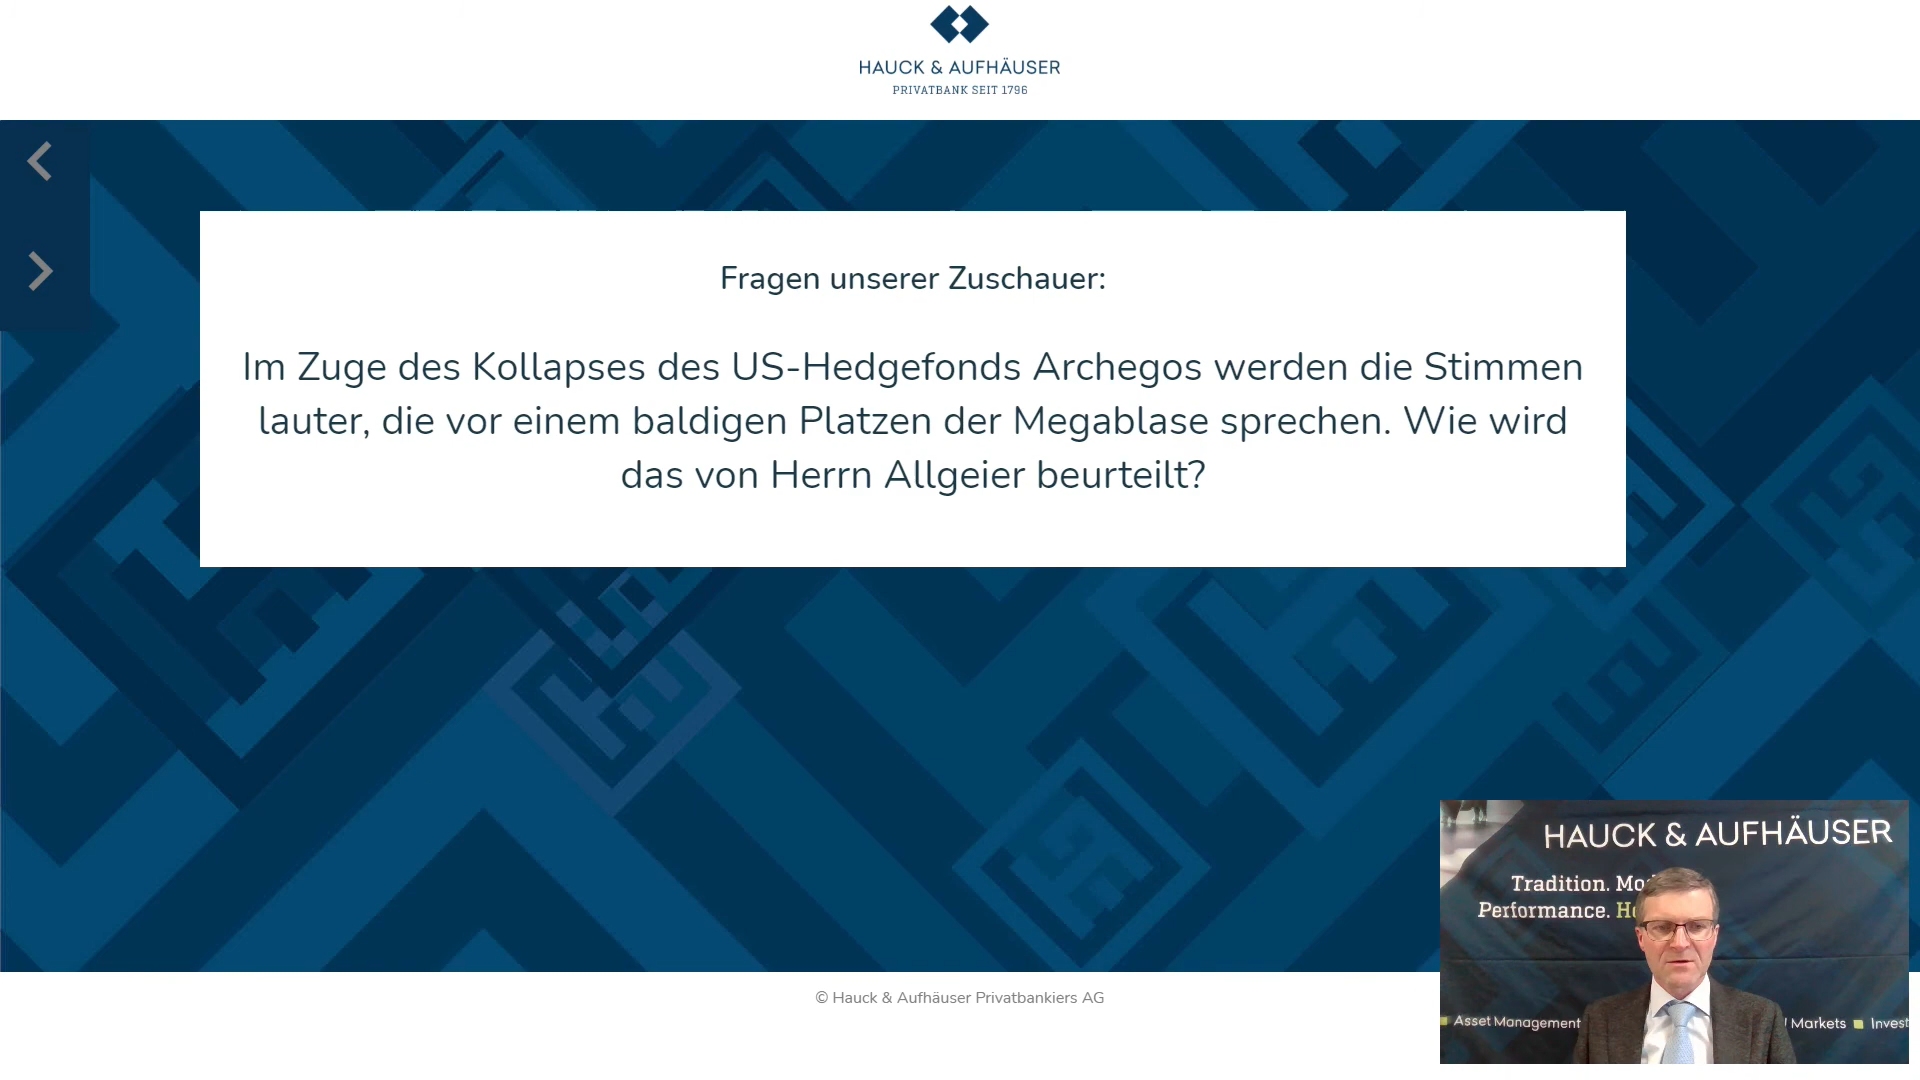 HAUCK & AUFHÄUSER
PRIVATBANK SEIT 1796
Fragen unserer Zuschauer:
Im Zuge des Kollapses des US-Hedgefonds Archegos werden die Stimmen
lauter, die vor einem baldigen Platzen der Megablase sprechen. Wie wird
das von Herrn Allgeier beurteilt?
HAUCK & AUFHÄUSER
Tradition.
Performance.
Asset Management
Markets
© Hauck & Aufhäuser Privatbankiers AG